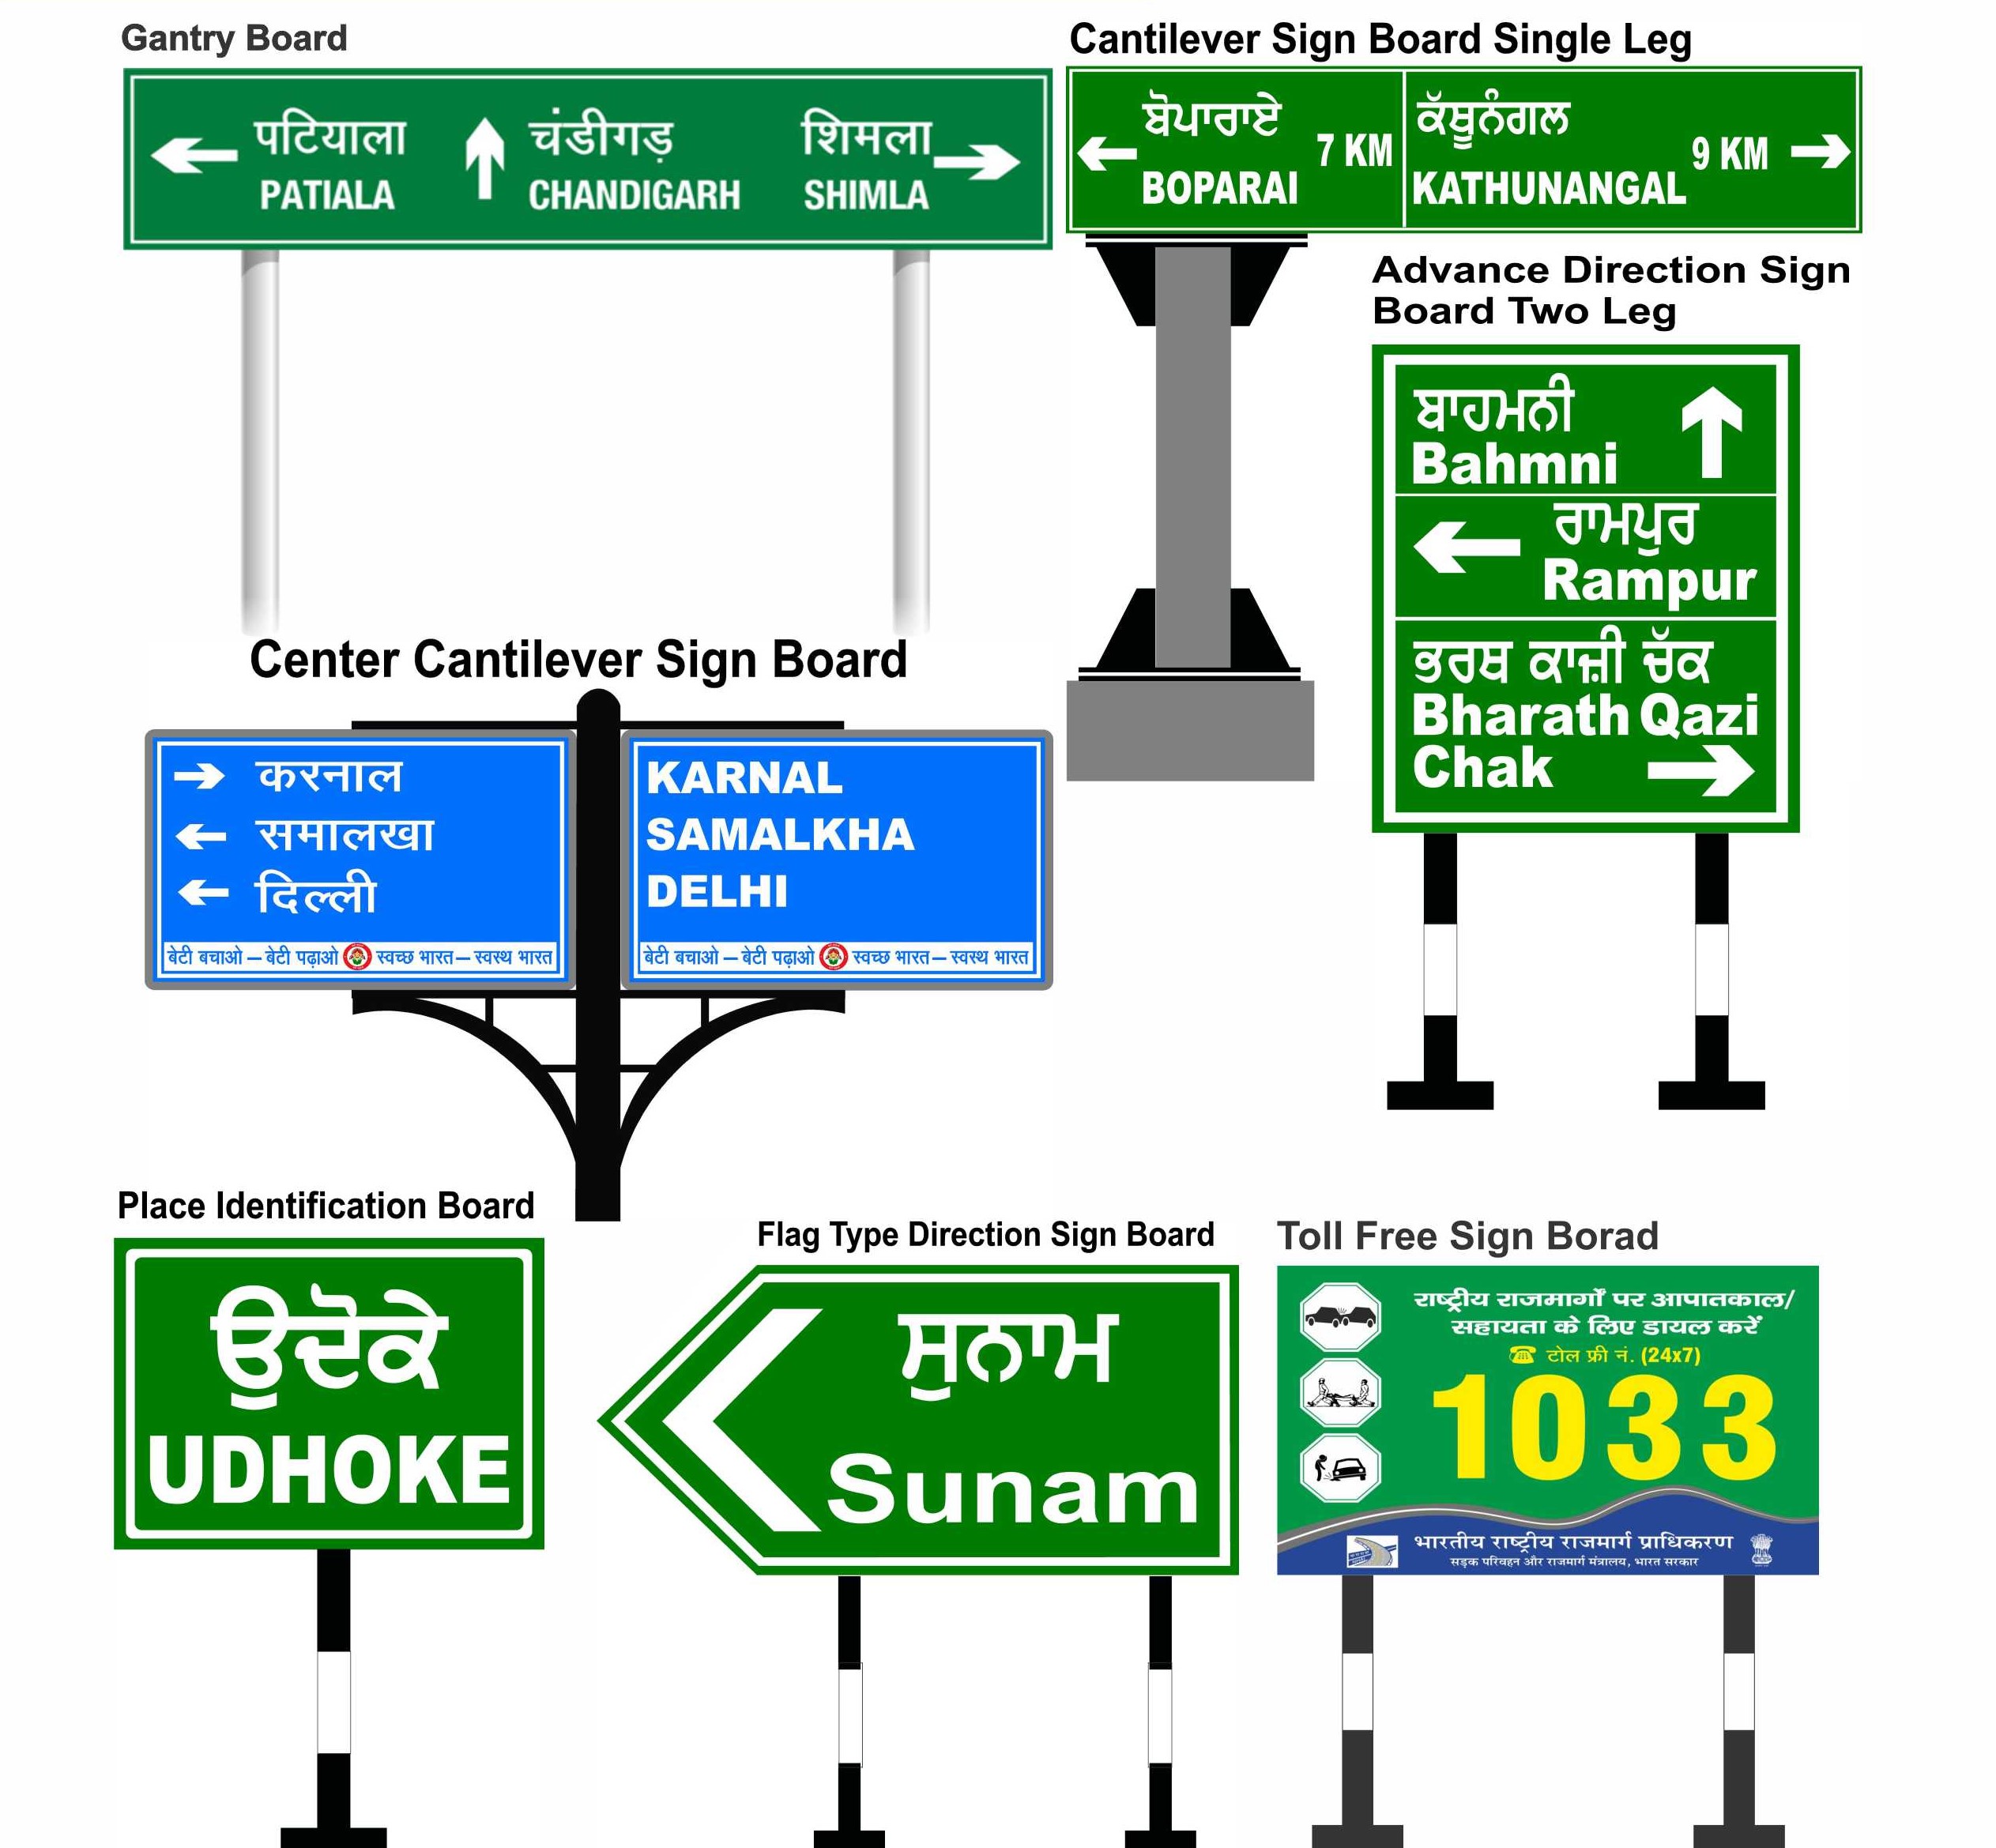 Gantry Board
पटियाला
PATIALA
चंडीगड़
CHANDIGARH
शिमला
SHIMLA
Cantilever Sign Board Single Leg
ਬੋਪਾਰਾਏ
BOPARAI
7 KM
ਕੱਥੂਨੰਗਲ
KATHUNANGAL
9 KM
Advance Direction Sign
Board Two Leg
ਬਾਹਮਨੀ
Bahmni
ਰਾਮਪੁਰ
Rampur
ਭਰਥ ਕਾਜ਼ੀ ਚੱਕ
Bharath Qazi
Chak
Center Cantilever Sign Board
करनाल
समालखा
दिल्ली
बेटी बचाओ – बेटी पढ़ाओ स्वच्छ भारत – स्वस्थ भारत
KARNAL
SAMALKHA
DELHI
बेटी बचाओ – बेटी पढ़ाओ स्वच्छ भारत – स्वस्थ भारत
Place Identification Board
ਉਦੋਕੇ
UDHOKE
Flag Type Direction Sign Board
ਸੁਨਾਮ
Sunam
Toll Free Sign Borad
राष्ट्रीय राजमार्गों पर आपातकाल/
सहायता के लिए डायल करें
टोल फ्री नं. (24x7)
1033
भारतीय राष्ट्रीय राजमार्ग प्राधिकरण
सड़क परिवहन और राजमार्ग मंत्रालय, भारत सरकार